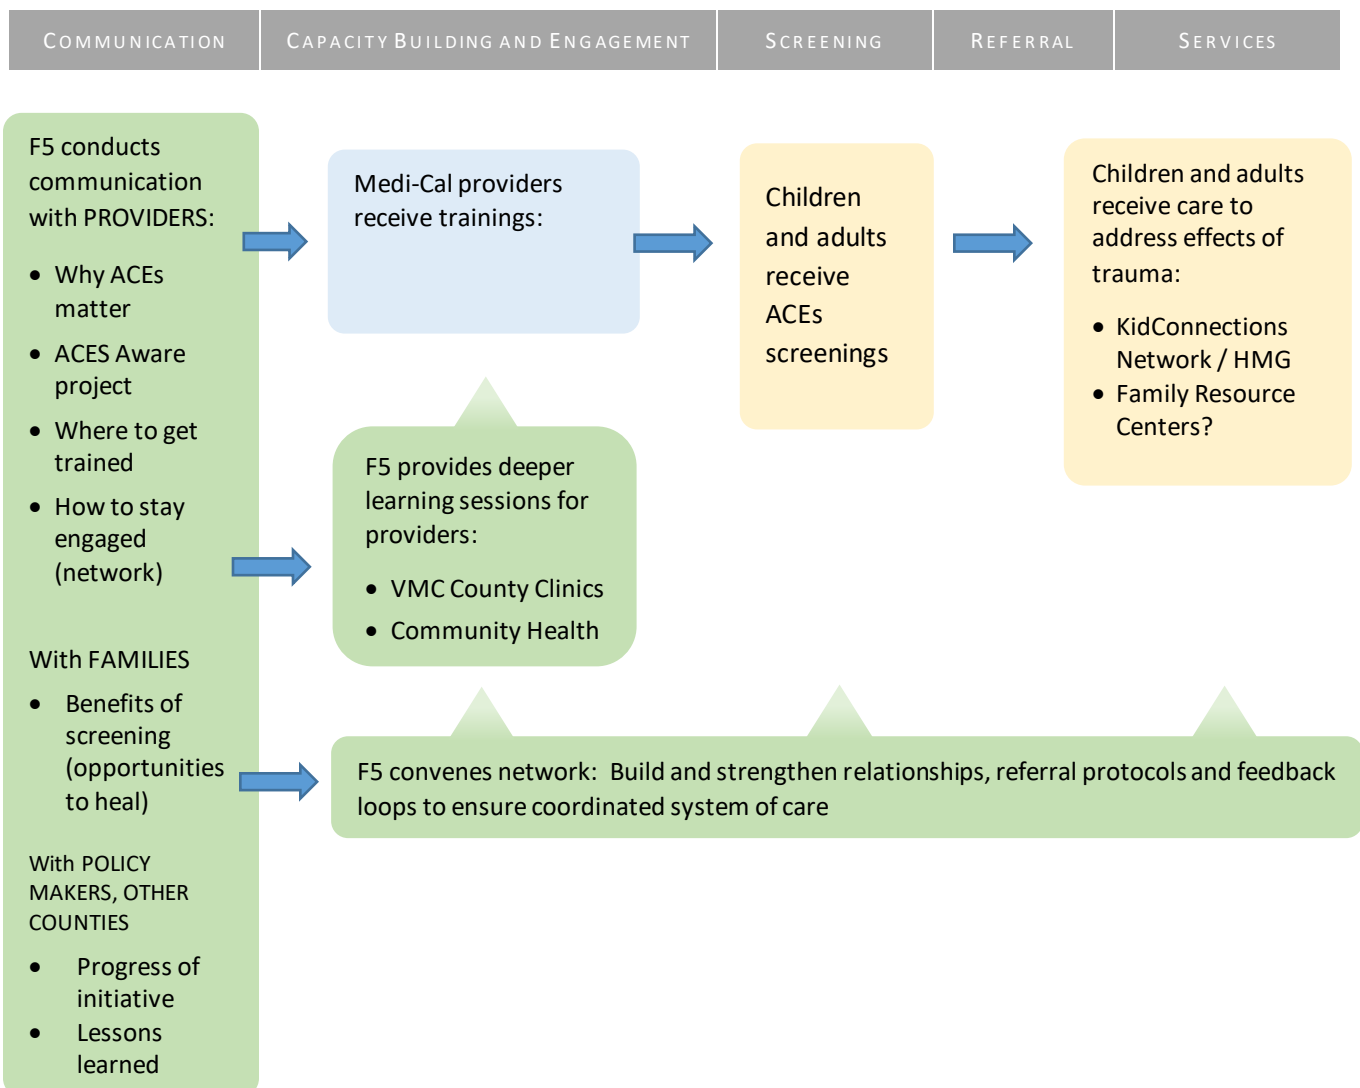 COMMUNICATION
CAPACITY BUILDING AND ENGAGEMENT
SCREENING
REFERRAL
SERVICES
F5 conducts
communication
with PROVIDERS:
• Why ACEs
matter
• ACES Aware
project
• Where to get
trained
• How to stay
engaged
(network)
With FAMILIES
• Benefits of
screening
(opportunities
to heal)
With POLICY
MAKERS, OTHER
COUNTIES
• Progress of
initiative
• Lessons
learned
Medi-Cal providers
receive trainings:
F5 provides deeper
learning sessions for
providers:
• VMC County Clinics
• Community Health
Children
and adults
receive
ACEs
screenings
Children and adults
receive care to
address effects of
trauma:
• KidConnections
Network / HMG
• Family Resource
Centers?
F5 convenes network: Build and strengthen relationships, referral protocols and feedback
loops to ensure coordinated system of care